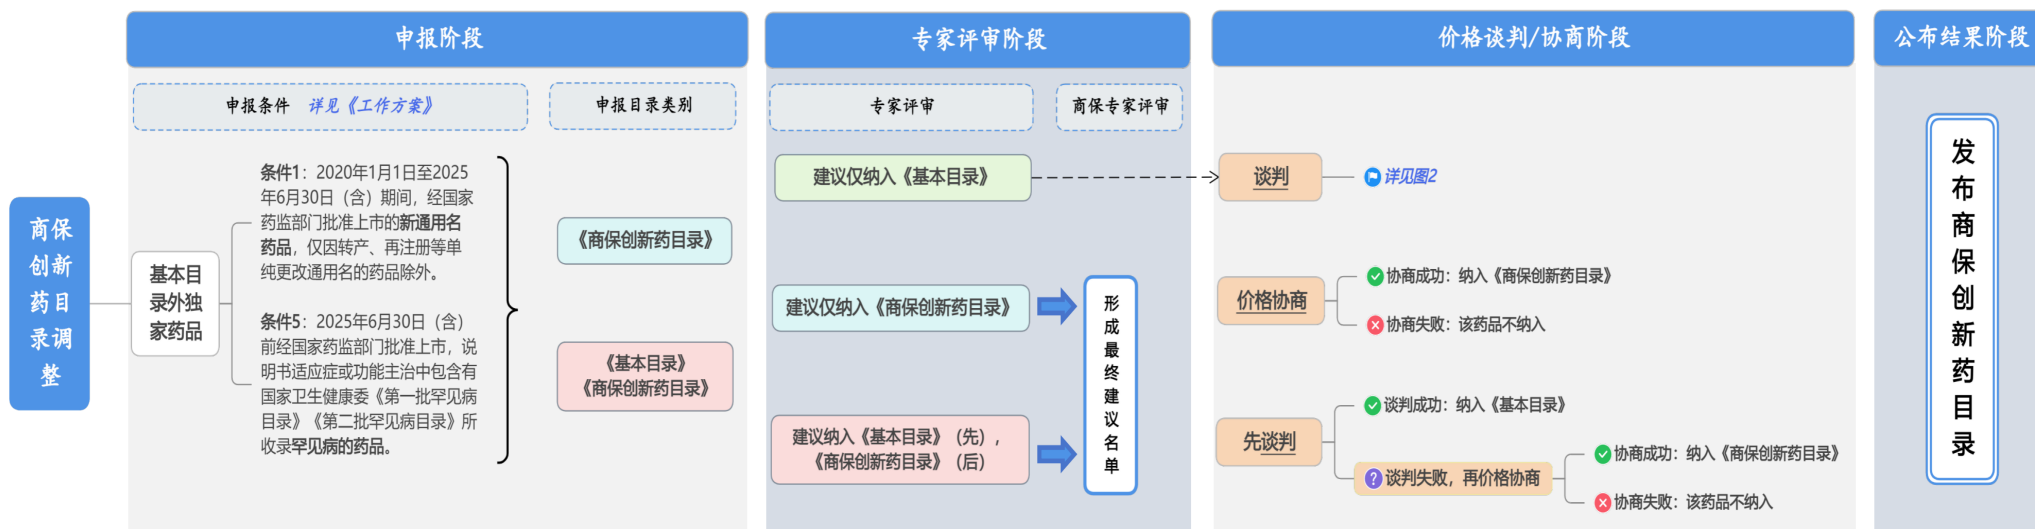 申报阶段
专家评审阶段
价格谈判/协商阶段
公布结果阶段
申报条件 详见《工作方案》
申报目录类别
专家评审
商保专家评审
商保
创新
药目
录调
整
基本目
录外独
家药品
条件1：2020年1月1日至2025
年6月30日（含）期间，经国家
药监部门批准上市的新通用名
药品，仅因转产、再注册等单
纯更改通用名的药品除外。
条件5：2025年6月30日（含）
前经国家药监部门批准上市，说
明书适应症或功能主治中包含有
国家卫生健康委《第一批罕见病
目录》《第二批罕见病目录》所
收录罕见病的药品。
《商保创新药目录》
《基本目录》
《商保创新药目录》
建议仅纳入《基本目录》
建议仅纳入《商保创新药目录》
建议纳入《基本目录》（先），
《商保创新药目录》（后）
形
成
最
终
建
议
名
单
谈判
详见图2
价格协商
协商成功：纳入《商保创新药目录》
协商失败：该药品不纳入
先谈判
谈判成功：纳入《基本目录》
谈判失败，再价格协商
协商成功：纳入《商保创新药目录》
协商失败：该药品不纳入
发
布
商
保
创
新
药
目
录